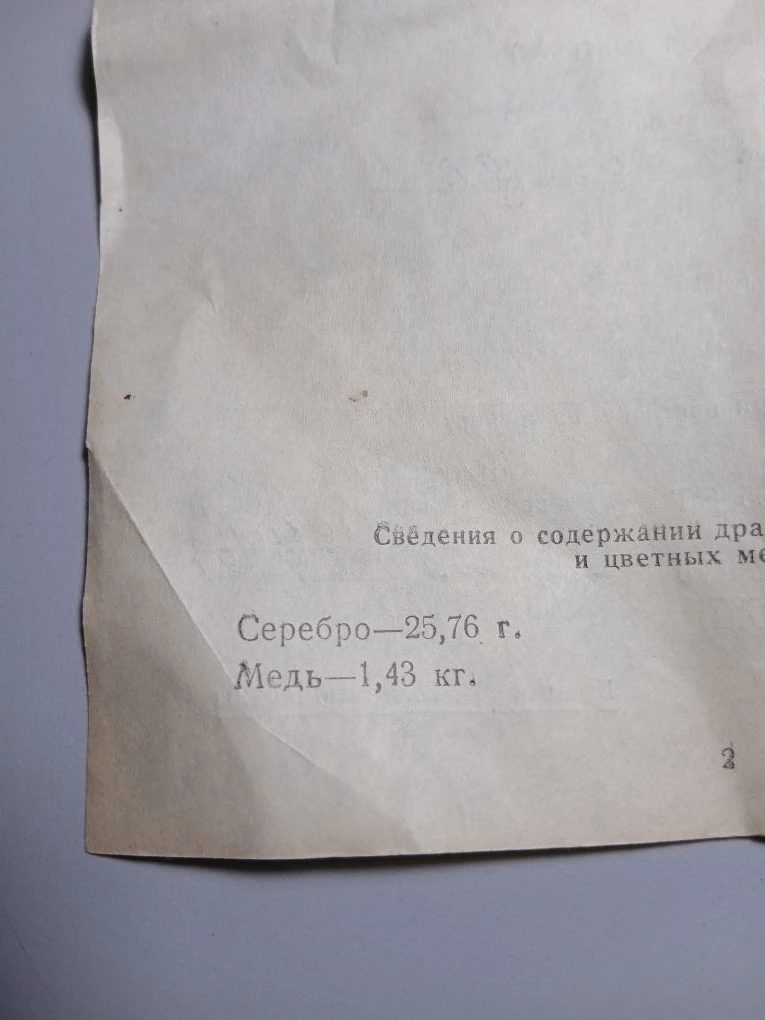 Сведения о содержании дра
и цветных ме
Серебро—25,76 г.
Медь—1,43 кг.
2